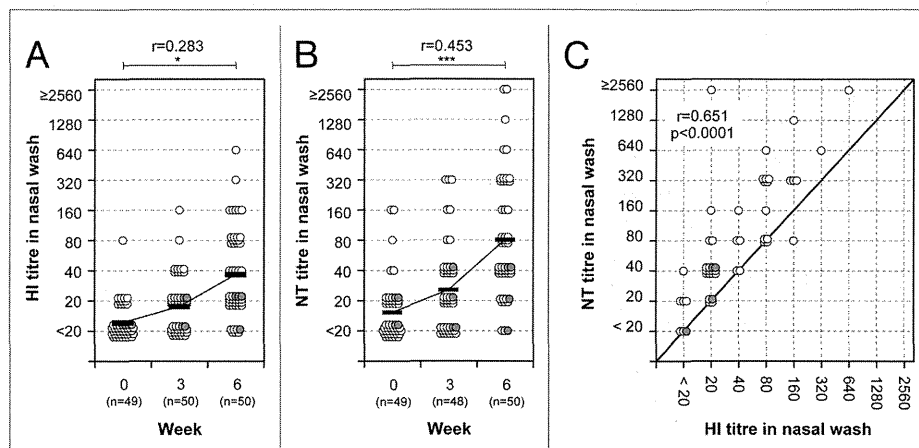 A
r=0.283
*
HI titre in nasal wash
≥2560
1280
640
320
160
80
40
20
<20
0 3 6
(n=49) (n=50) (n=50)
Week
B
r=0.453
***
NT titre in nasal wash
≥2560
1280
640
320
160
80
40
20
<20
0 3 6
(n=49) (n=48) (n=50)
Week
C
r=0.651
p<0.0001
NT titre in nasal wash
≥2560
1280
640
320
160
80
40
20
< 20
< 20 20 40 80 160 320 640 1280 2560
HI titre in nasal wash